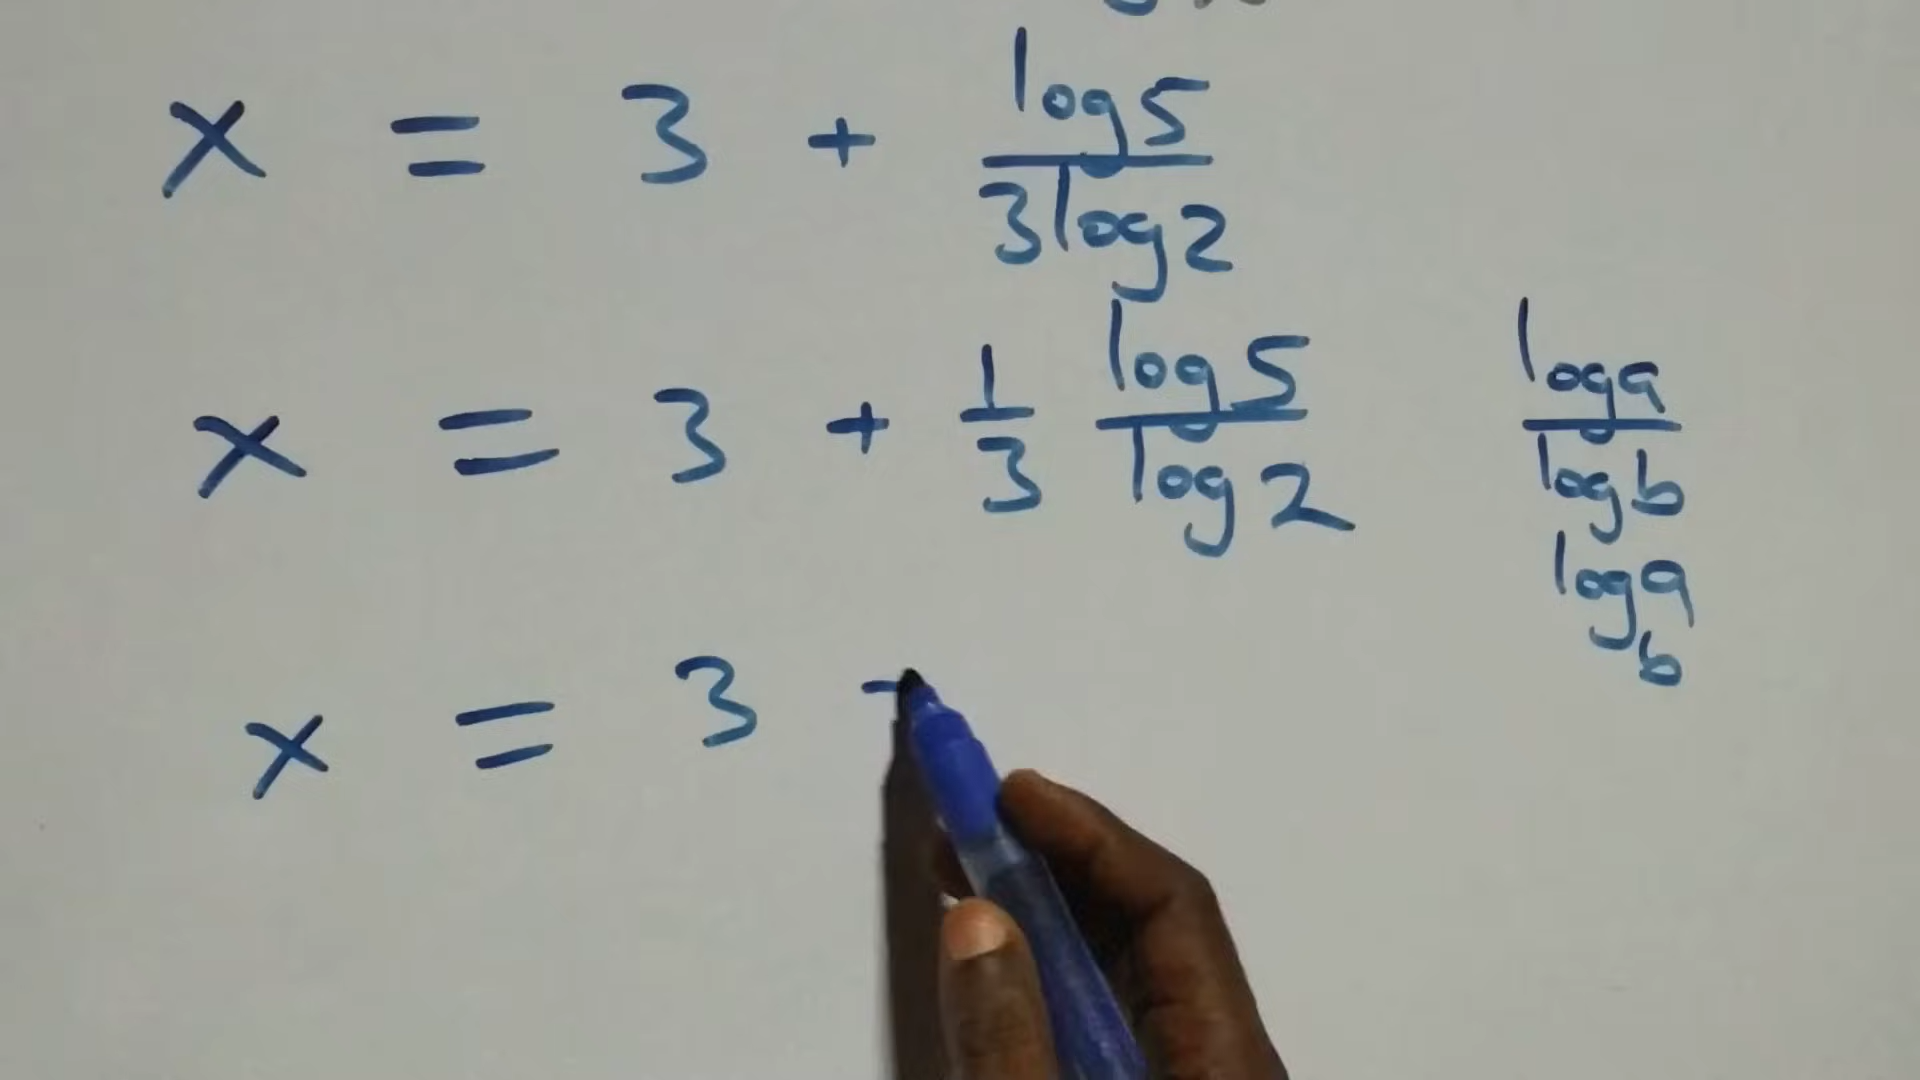 x = 3 + log5/3log2
x = 3 + 1/3 log5/log2
loga/logb
log_b a
x = 3